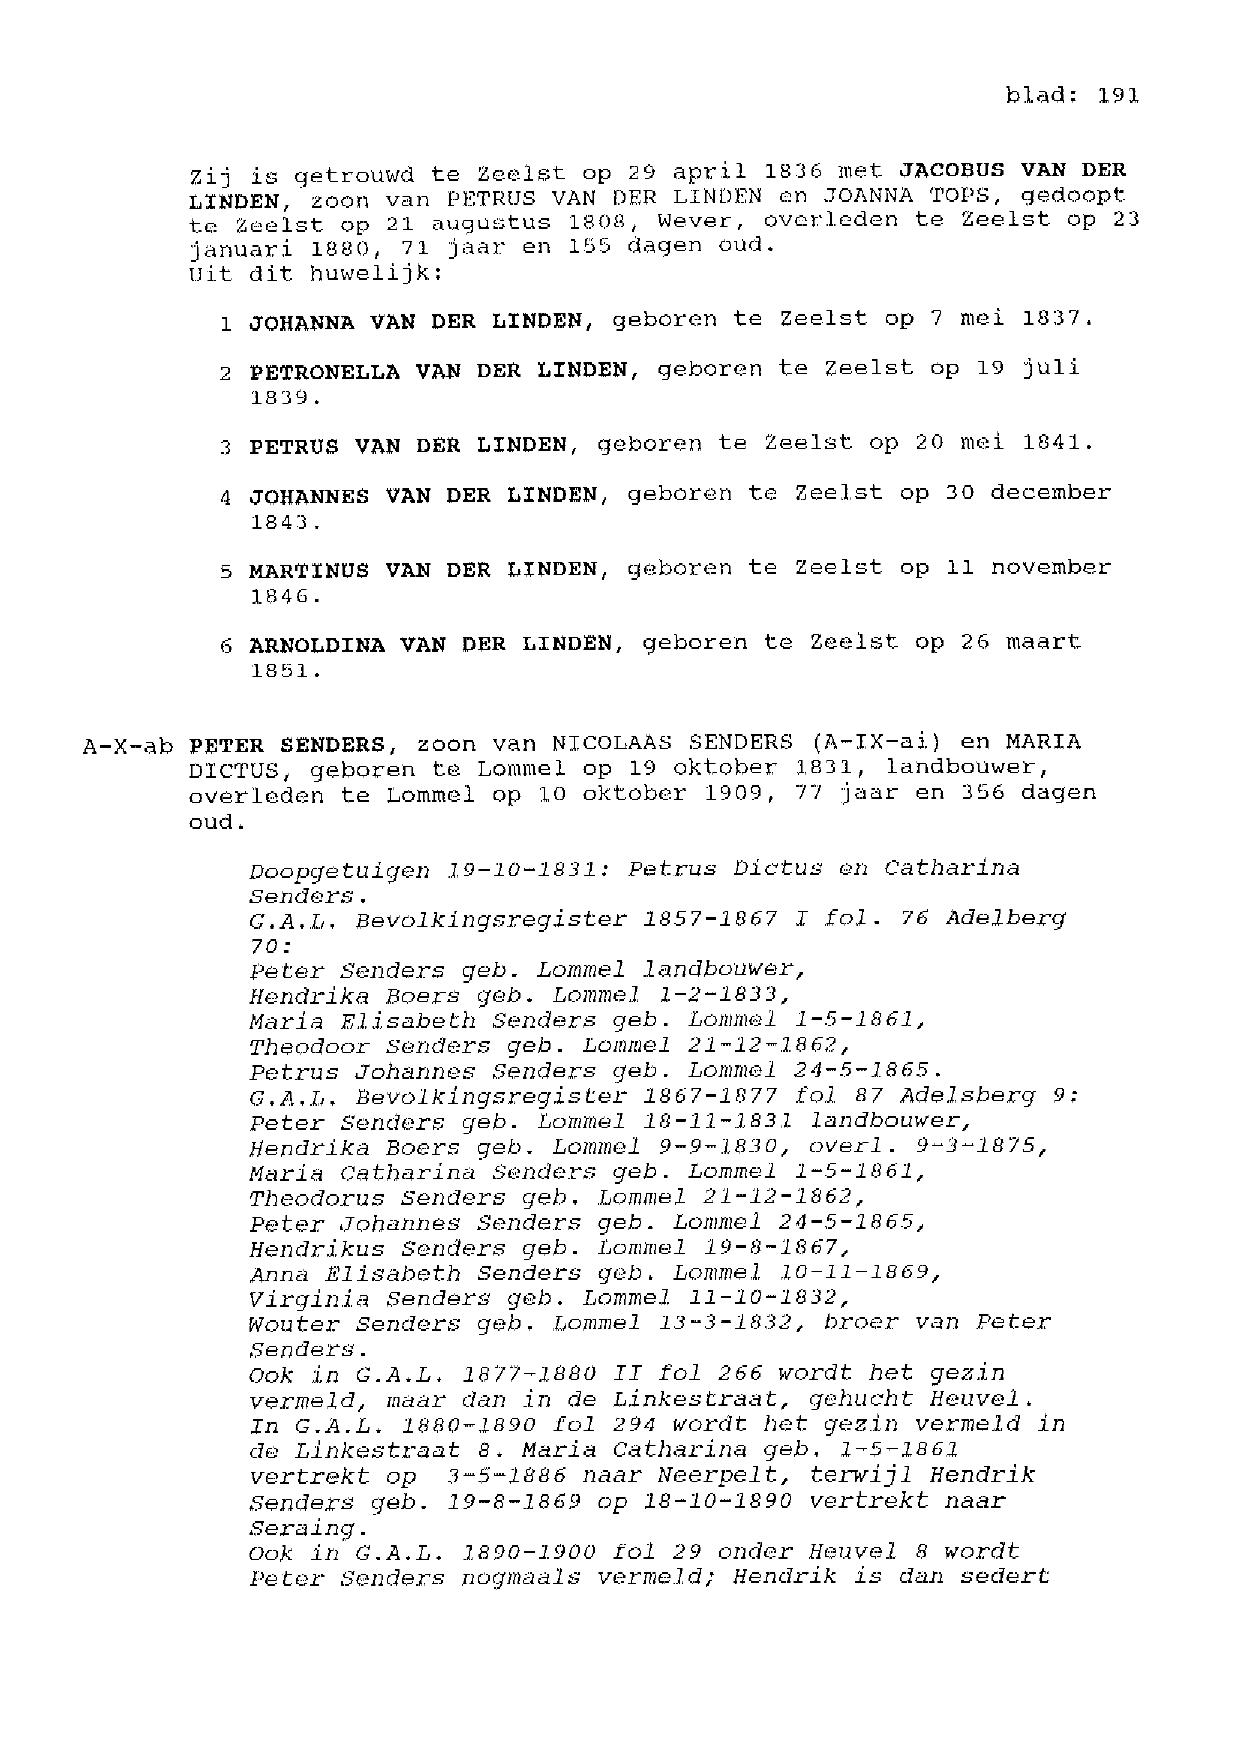 blad: 191
Zij is getrouwd te Zeelst op 29 april 1836 met JACOBUS VAN DER
LINDEN, zoon van PETRUS VAN DER LINDEN en JOANNA TOPS, gedoopt
te Zeelst op 21 augustus 1808, Wever, overleden te Zeelst op 23
januari 1880, 71 jaar en 155 dagen oud.
Uit dit huwelijk:
1 JOHANNA VAN DER LINDEN, geboren te Zeelst op 7 mei 1837.
2 PETRONELLA VAN DER LINDEN, geboren te Zeelst op 19 juli
1839.
3 PETRUS VAN DER LINDEN, geboren te Zeelst op 20 mei 1841.
4 JOHANNES VAN DER LINDEN, geboren te Zeelst op 30 december
1843.
5 MARTINUS VAN DER LINDEN, geboren te Zeelst op 11 november
1846.
6 ARNOLDINA VAN DER LINDEN, geboren te Zeelst op 26 maart
1851.
A-X-ab PETER SENDERS, zoon van NICOLAAS SENDERS (A-IX-ai) en MARIA
DICTUS, geboren te Lommel op 19 oktober 1831, landbouwer,
overleden te Lommel op 10 oktober 1909, 77 jaar en 356 dagen
oud.
Doopgetuigen 19-10-1831: Petrus Dictus en Catharina
Senders.
G.A.L. Bevolkingsregister 1857-1867 I fol. 76 Adelberg
70:
Peter Senders geb. Lommel landbouwer,
Hendrika Boers geb. Lommel 1-2-1833,
Maria Elisabeth Senders geb. Lommel 1-5-1861,
Theodoor Senders geb. Lommel 21-12-1862,
Petrus Johannes Senders geb. Lommel 24-5-1865.
G.A.L. Bevolkingsregister 1867-1877 fol 87 Adelsberg 9:
Peter Senders geb. Lommel 18-11-1831 landbouwer,
Hendrika Boers geb. Lommel 9-9-1830, overl. 9-3-1875,
Maria Catharina Senders geb. Lommel 1-5-1861,
Theodorus Senders geb. Lommel 21-12-1862,
Peter Johannes Senders geb. Lommel 24-5-1865,
Hendrikus Senders geb. Lommel 19-8-1867,
Anna Elisabeth Senders geb. Lommel 10-11-1869,
Virginia Senders geb. Lommel 11-10-1832,
Wouter Senders geb. Lommel 13-3-1832, broer van Peter
Senders.
Ook in G.A.L. 1877-1880 II fol 266 wordt het gezin
vermeld, maar dan in de Linkestraat, gehucht Heuvel.
In G.A.L. 1880-1890 fol 294 wordt het gezin vermeld in
de Linkestraat 8. Maria Catharina geb. 1-5-1861
vertrekt op 3-5-1886 naar Neerpelt, terwijl Hendrik
Senders geb. 19-8-1869 op 18-10-1890 vertrekt naar
Seraing.
Ook in G.A.L. 1890-1900 fol 29 onder Heuvel 8 wordt
Peter Senders nogmaals vermeld; Hendrik is dan sedert